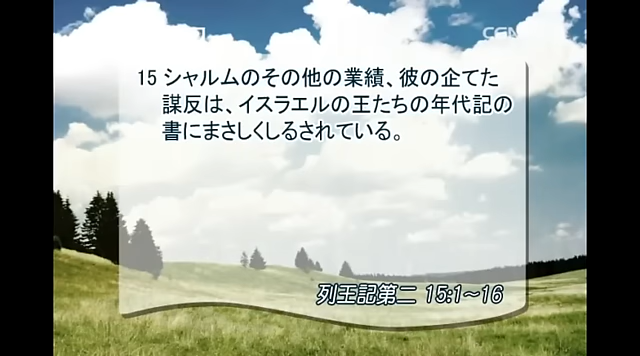 CGN
15 シャルムのその他の業績、彼の企てた
謀反は、イスラエルの王たちの年代記の
書にまさしくしるされている。
列王記第二 15:1～16